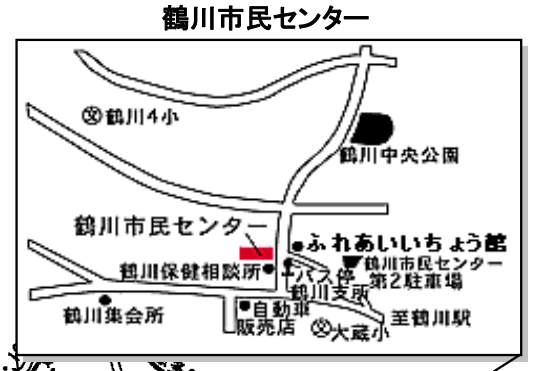 鶴川市民センター
㊛鶴川4小
鶴川中央公園
鶴川市民センター
ふれあいいちょう館
鶴川保健相談所
バス停
鶴川支所
鶴川市民センター
第2駐車場
鶴川集会所
自動車
販売店
大蔵小
至鶴川駅